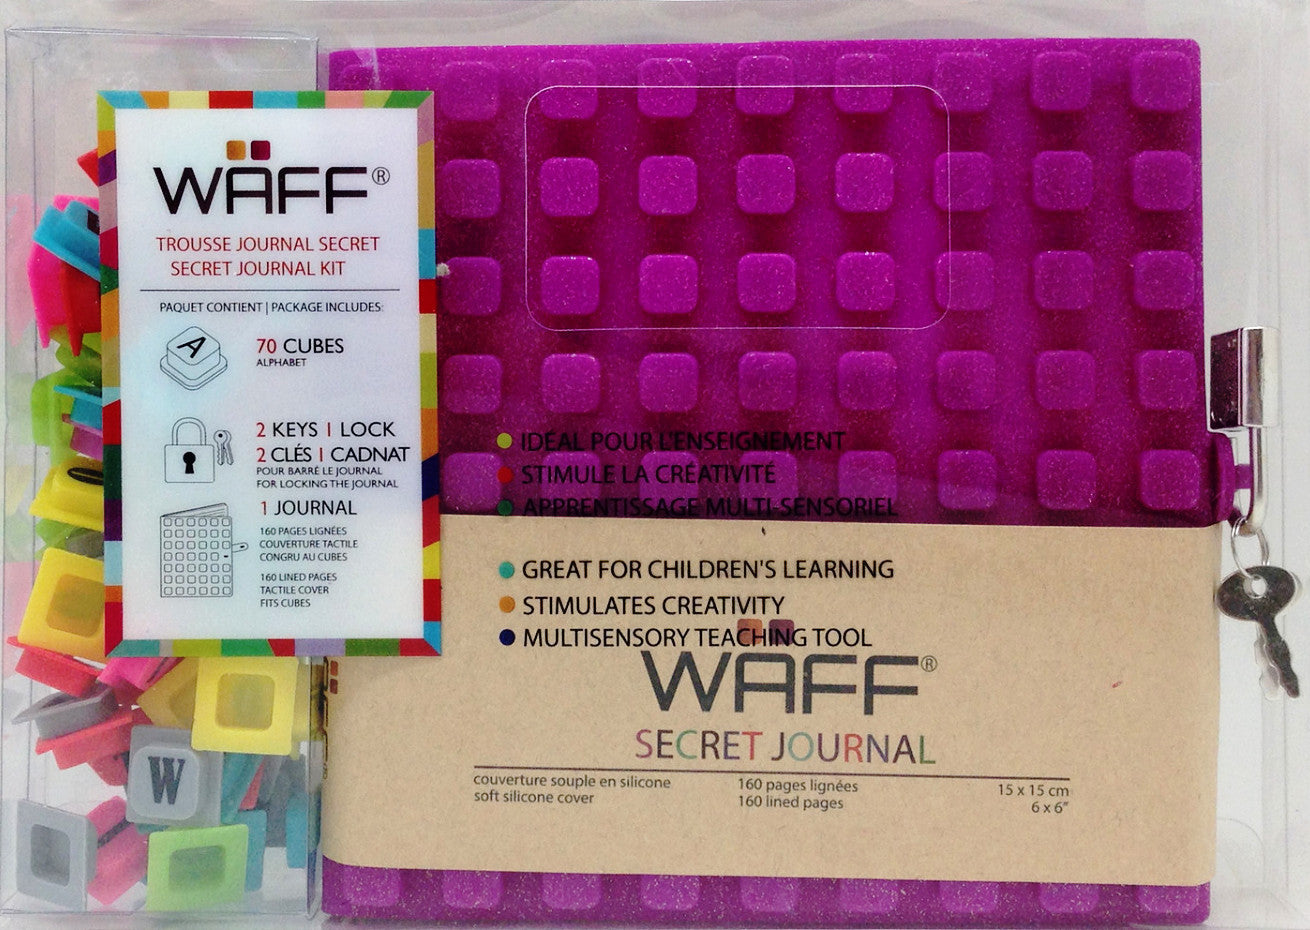 WAFF®
TROUSSE JOURNAL SECRET
SECRET JOURNAL KIT
PAQUET CONTIENT | PACKAGE INCLUDES:
A
70 CUBES
ALPHABET
2 KEYS 1 LOCK
2 CLÉS 1 CADNAT
POUR BARRÉ LE JOURNAL
FOR LOCKING THE JOURNAL
1 JOURNAL
160 PAGES LIGNÉES
COUVERTURE TACTILE
CONGRU AU CUBES
160 LINED PAGES
TACTILE COVER
FITS CUBES
W
IDÉAL POUR L'ENSEIGNEMENT
STIMULE LA CRÉATIVITÉ
APPRENTISSAGE MULTI-SENSORIEL
GREAT FOR CHILDREN'S LEARNING
STIMULATES CREATIVITY
MULTISENSORY TEACHING TOOL
WAFF®
SECRET JOURNAL
couverture souple en silicone
soft silicone cover
160 pages lignées
160 lined pages
15 x 15 cm
6 x 6"